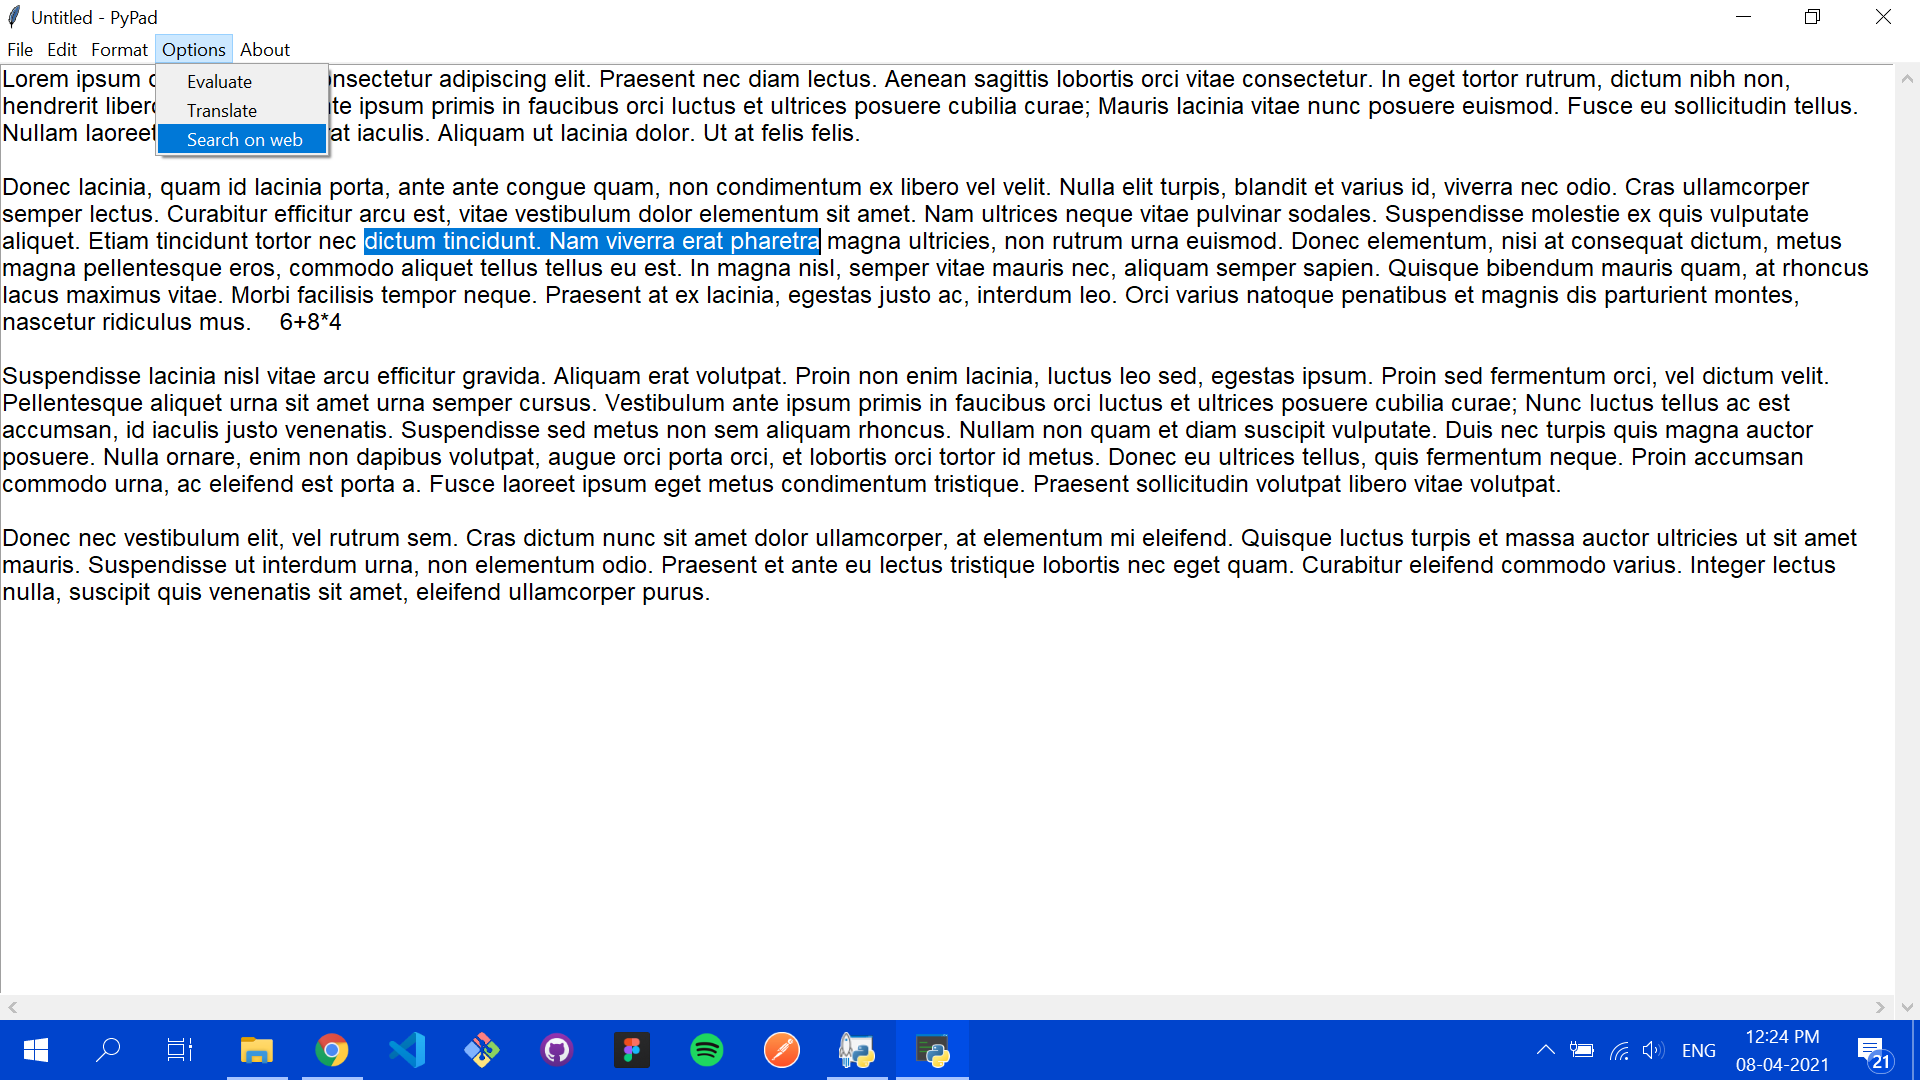 Untitled - PyPad
File Edit Format Options About
Evaluate
Translate
Search on web
Lorem ipsum nsectetur adipiscing elit. Praesent nec diam lectus. Aenean sagittis lobortis orci vitae consectetur. In eget tortor rutrum, dictum nibh non,
hendrerit liber te ipsum primis in faucibus orci luctus et ultrices posuere cubilia curae; Mauris lacinia vitae nunc posuere euismod. Fusce eu sollicitudin tellus.
Nullam laoreet at iaculis. Aliquam ut lacinia dolor. Ut at felis felis.
Donec lacinia, quam id lacinia porta, ante ante congue quam, non condimentum ex libero vel velit. Nulla elit turpis, blandit et varius id, viverra nec odio. Cras ullamcorper
semper lectus. Curabitur efficitur arcu est, vitae vestibulum dolor elementum sit amet. Nam ultrices neque vitae pulvinar sodales. Suspendisse molestie ex quis vulputate
aliquet. Etiam tincidunt tortor nec dictum tincidunt. Nam viverra erat pharetra magna ultricies, non rutrum urna euismod. Donec elementum, nisi at consequat dictum, metus
magna pellentesque eros, commodo aliquet tellus tellus eu est. In magna nisl, semper vitae mauris nec, aliquam semper sapien. Quisque bibendum mauris quam, at rhoncus
lacus maximus vitae. Morbi facilisis tempor neque. Praesent at ex lacinia, egestas justo ac, interdum leo. Orci varius natoque penatibus et magnis dis parturient montes,
nascetur ridiculus mus. 6+8*4
Suspendisse lacinia nisl vitae arcu efficitur gravida. Aliquam erat volutpat. Proin non enim lacinia, luctus leo sed, egestas ipsum. Proin sed fermentum orci, vel dictum velit.
Pellentesque aliquet urna sit amet urna semper cursus. Vestibulum ante ipsum primis in faucibus orci luctus et ultrices posuere cubilia curae; Nunc luctus tellus ac est
accumsan, id iaculis justo venenatis. Suspendisse sed metus non sem aliquam rhoncus. Nullam non quam et diam suscipit vulputate. Duis nec turpis quis magna auctor
posuere. Nulla ornare, enim non dapibus volutpat, augue orci porta orci, et lobortis orci tortor id metus. Donec eu ultrices tellus, quis fermentum neque. Proin accumsan
commodo urna, ac eleifend est porta a. Fusce laoreet ipsum eget metus condimentum tristique. Praesent sollicitudin volutpat libero vitae volutpat.
Donec nec vestibulum elit, vel rutrum sem. Cras dictum nunc sit amet dolor ullamcorper, at elementum mi eleifend. Quisque luctus turpis et massa auctor ultricies ut sit amet
mauris. Suspendisse ut interdum urna, non elementum odio. Praesent et ante eu lectus tristique lobortis nec eget quam. Curabitur eleifend commodo varius. Integer lectus
nulla, suscipit quis venenatis sit amet, eleifend ullamcorper purus.
ENG
12:24 PM
08-04-2021
21